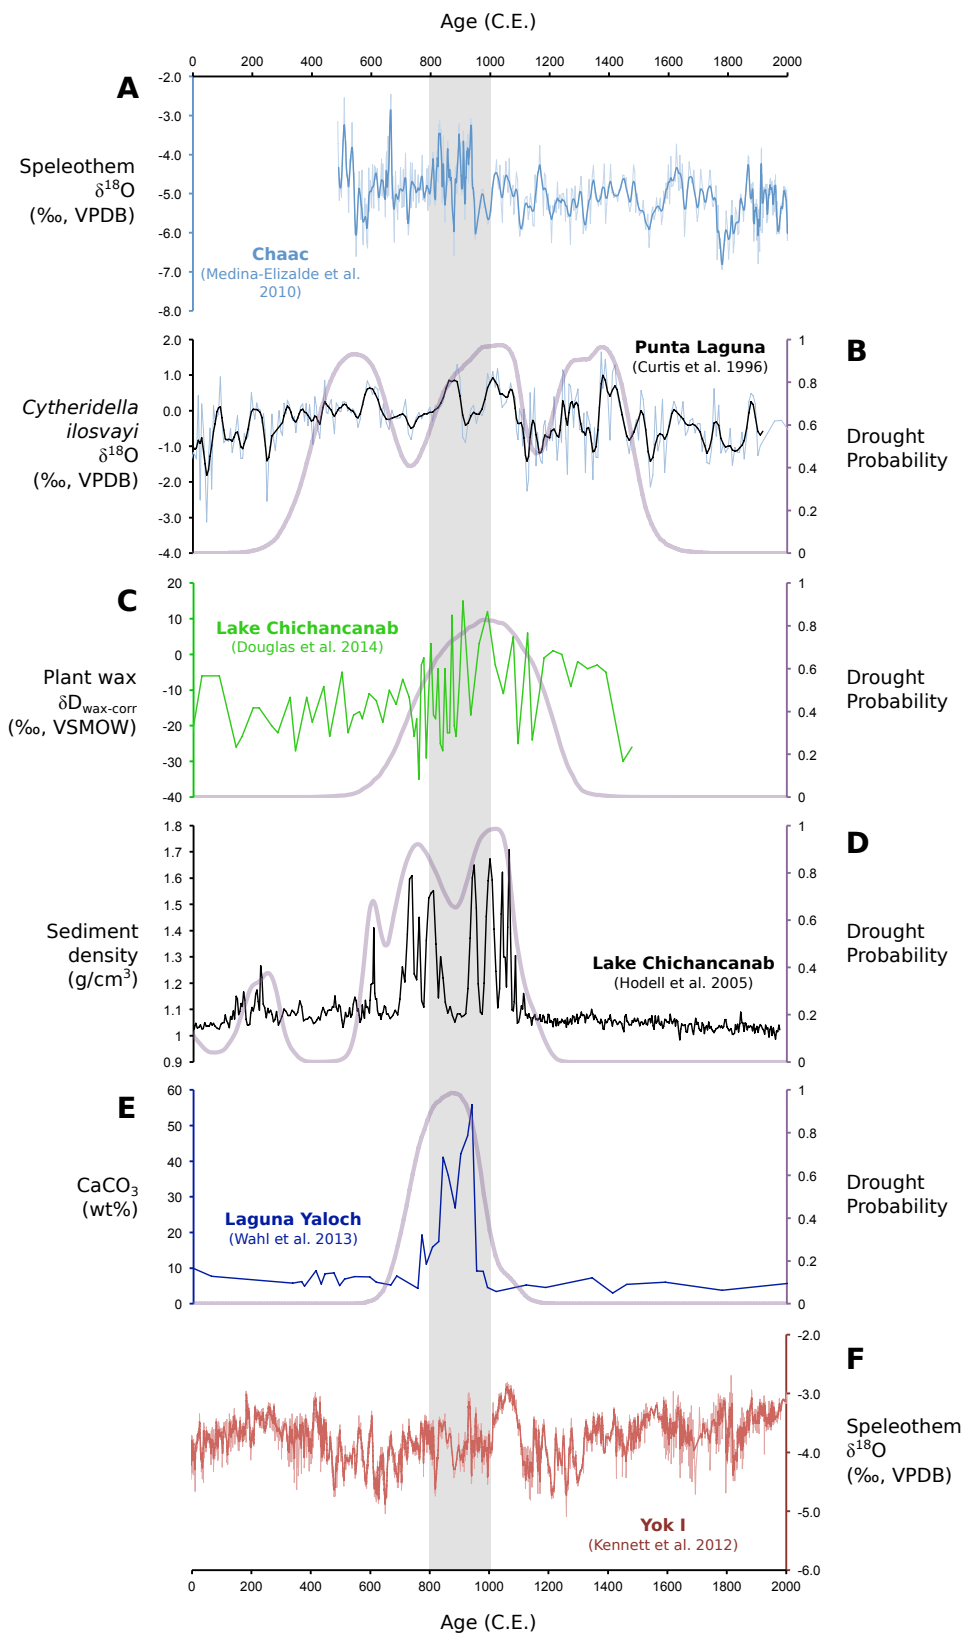 Age (C.E.)
0 200 400 600 800 1000 1200 1400 1600 1800 2000
A
Speleothem
δ18O
(‰, VPDB)
-2.0
-3.0
-4.0
-5.0
-6.0
-7.0
-8.0
Chaac
(Medina-Elizalde et al.
2010)
B
Cytheridella
ilosvayi
δ18O
(‰, VPDB)
2.0
1.0
0.0
-1.0
-2.0
-3.0
-4.0
Punta Laguna
(Curtis et al. 1996)
1
0.8
0.6
0.4
0.2
0
Drought
Probability
C
Plant wax
δDwax-corr
(‰, VSMOW)
20
10
0
-10
-20
-30
-40
Lake Chichancanab
(Douglas et al. 2014)
1
0.8
0.6
0.4
0.2
0
Drought
Probability
D
Sediment
density
(g/cm3)
1.8
1.7
1.6
1.5
1.4
1.3
1.2
1.1
1
0.9
Lake Chichancanab
(Hodell et al. 2005)
1
0.8
0.6
0.4
0.2
0
Drought
Probability
E
CaCO3
(wt%)
60
50
40
30
20
10
0
Laguna Yaloch
(Wahl et al. 2013)
1
0.8
0.6
0.4
0.2
0
Drought
Probability
F
Speleothem
δ18O
(‰, VPDB)
-2.0
-3.0
-4.0
-5.0
-6.0
Yok I
(Kennett et al. 2012)
0 200 400 600 800 1000 1200 1400 1600 1800 2000
Age (C.E.)